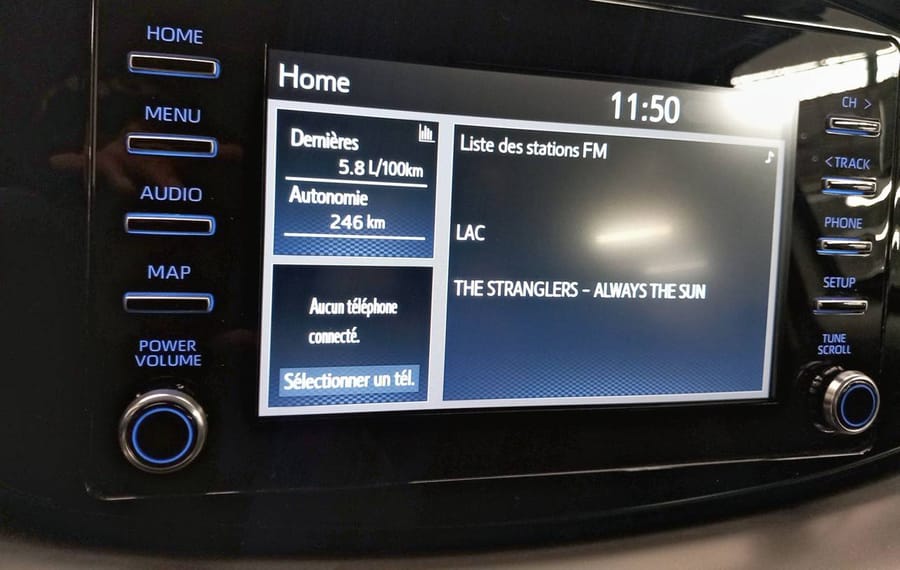 HOME
MENU
AUDIO
MAP
POWER
VOLUME
Home
11:50
Dernières
5.8 L/100km
Autonomie
246 km
Aucun téléphone
connecté.
Sélectionner un tél.
Liste des stations FM
LAC
THE STRANGLERS - ALWAYS THE SUN
CH >
< TRACK
PHONE
SETUP
TUNE
SCROLL